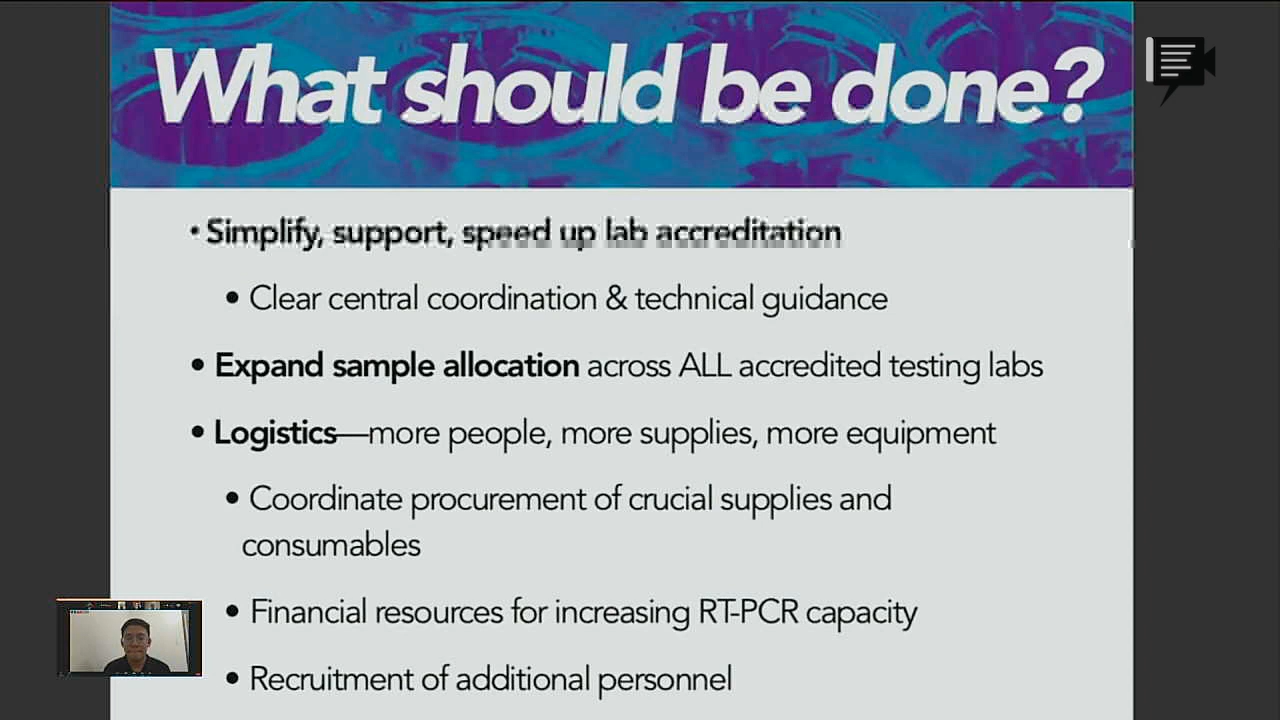 What should be done?
• Simplify, support, speed up lab accreditation
• Clear central coordination & technical guidance
• Expand sample allocation across ALL accredited testing labs
• Logistics—more people, more supplies, more equipment
• Coordinate procurement of crucial supplies and
consumables
• Financial resources for increasing RT-PCR capacity
• Recruitment of additional personnel